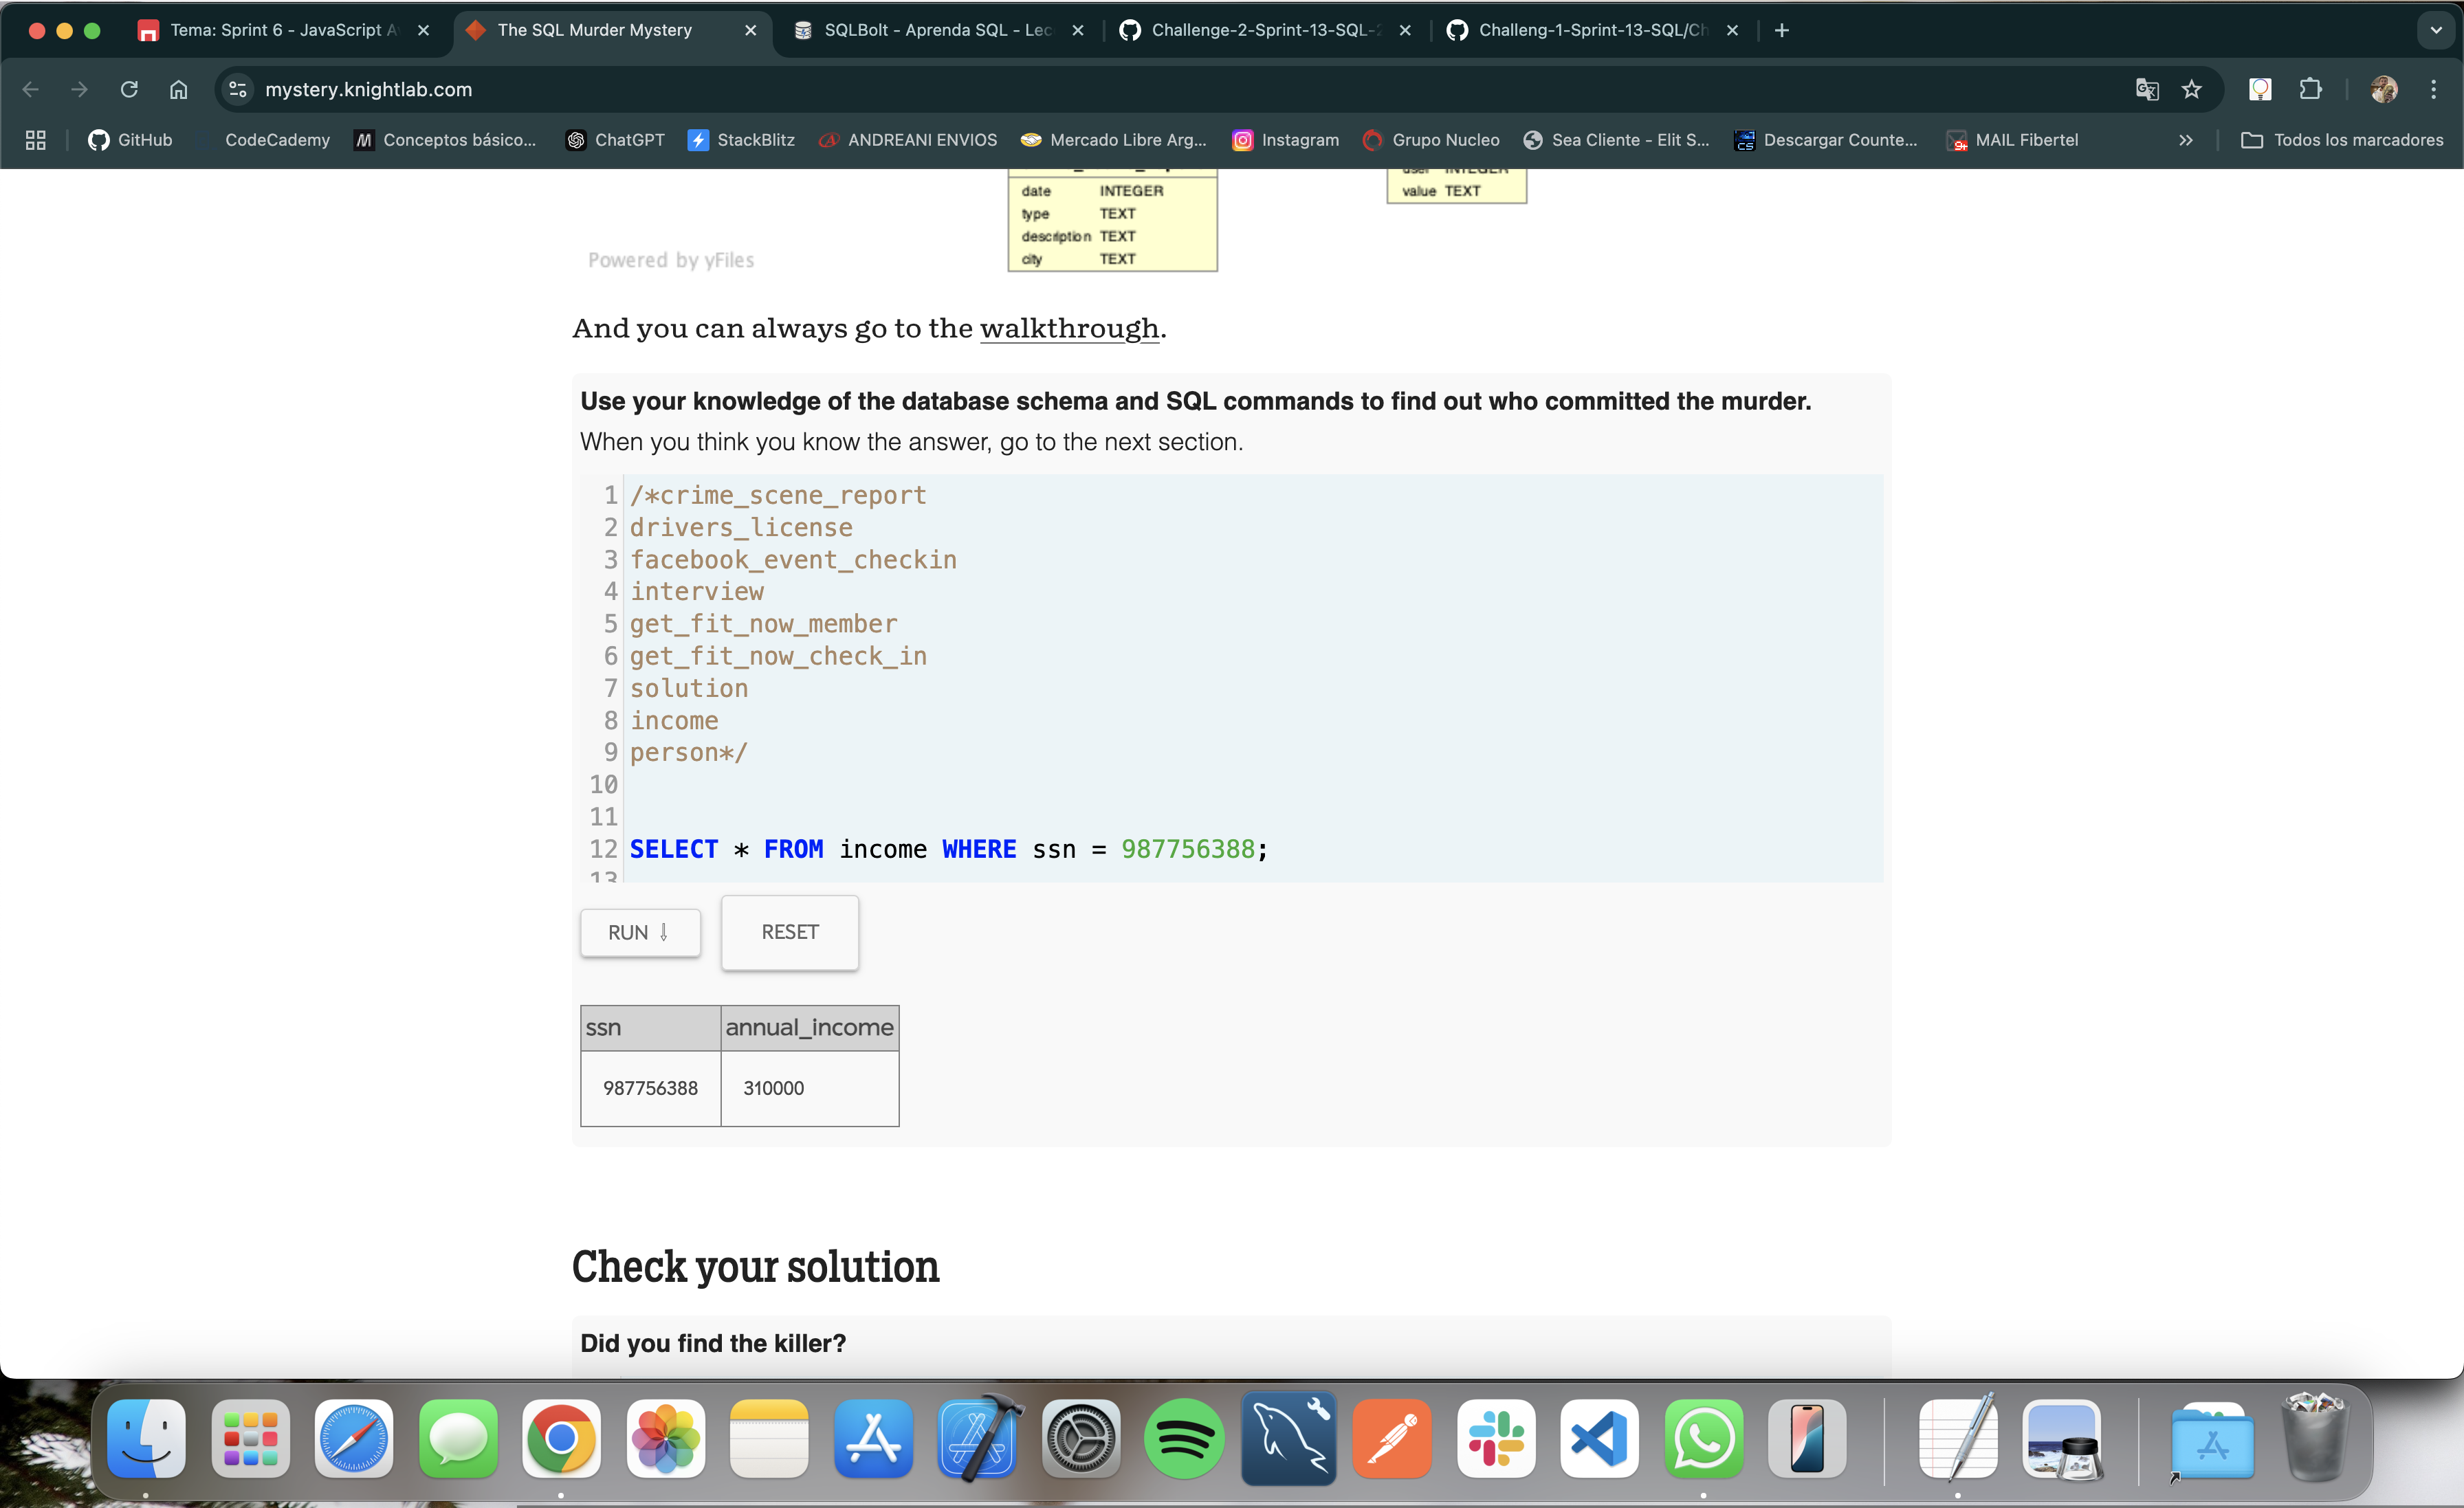 Tema: Sprint 6 - JavaScript A
The SQL Murder Mystery
SQLBolt - Aprenda SQL - Lec
Challenge-2-Sprint-13-SQL-2
Challeng-1-Sprint-13-SQL/Ch
mystery.knightlab.com
GitHub
CodeCademy
Conceptos básico...
ChatGPT
StackBlitz
ANDREANI ENVIOS
Mercado Libre Arg...
Instagram
Grupo Nucleo
Sea Cliente - Elit S...
Descargar Counte...
MAIL Fibertel
Todos los marcadores
date INTEGER
type TEXT
description TEXT
city TEXT
user INTEGER
value TEXT
Powered by yFiles
And you can always go to the walkthrough.
Use your knowledge of the database schema and SQL commands to find out who committed the murder.
When you think you know the answer, go to the next section.
1 /*crime_scene_report
2 drivers_license
3 facebook_event_checkin
4 interview
5 get_fit_now_member
6 get_fit_now_check_in
7 solution
8 income
9 person*/
10
11
12 SELECT * FROM income WHERE ssn = 987756388;
13
RUN ↓
RESET
ssn annual_income
987756388 310000
Check your solution
Did you find the killer?